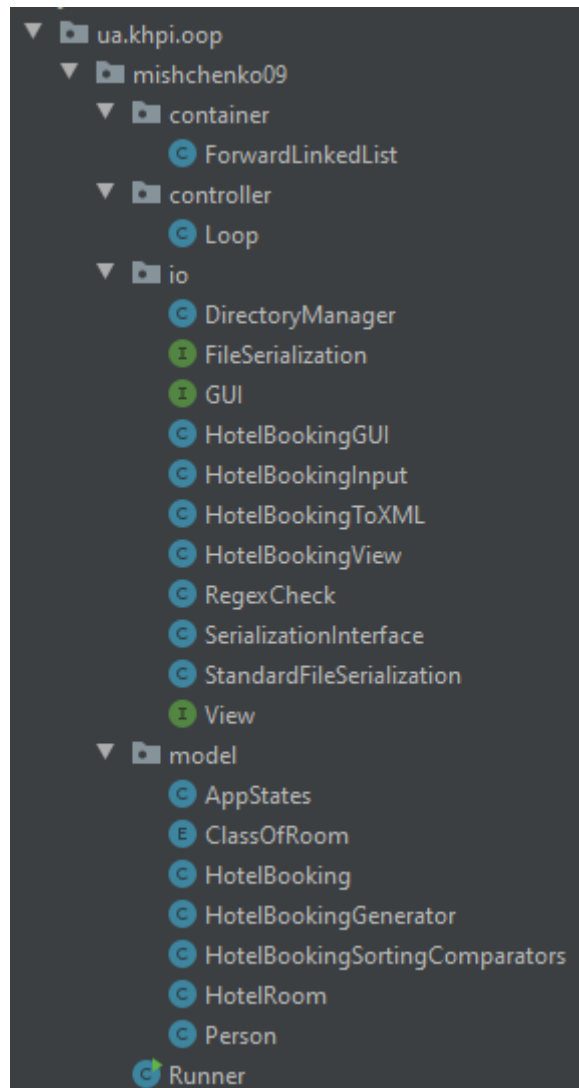 ua.khpi.oop
mishchenko09
container
C ForwardLinkedList
controller
C Loop
io
C DirectoryManager
I FileSerialization
I GUI
C HotelBookingGUI
C HotelBookingInput
C HotelBookingToXML
C HotelBookingView
C RegexCheck
C SerializationInterface
C StandardFileSerialization
I View
model
C AppStates
E ClassOfRoom
C HotelBooking
C HotelBookingGenerator
C HotelBookingSortingComparators
C HotelRoom
C Person
C Runner